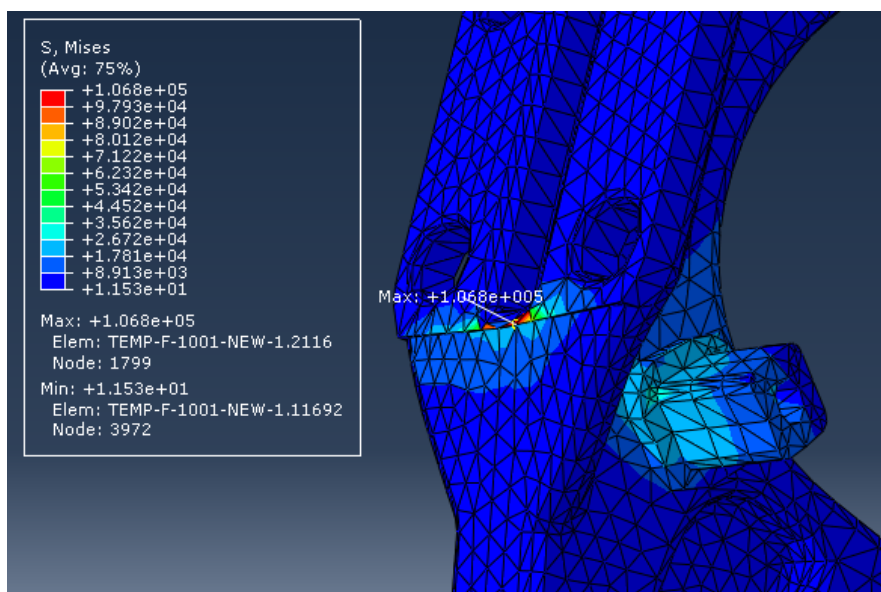 S, Mises
(Avg: 75%)
+1.068e+05
+9.793e+04
+8.902e+04
+8.012e+04
+7.122e+04
+6.232e+04
+5.342e+04
+4.452e+04
+3.562e+04
+2.672e+04
+1.781e+04
+8.913e+03
+1.153e+01
Max: +1.068e+05
Elem: TEMP-F-1001-NEW-1.2116
Node: 1799
Min: +1.153e+01
Elem: TEMP-F-1001-NEW-1.11692
Node: 3972
Max: +1.068e+005